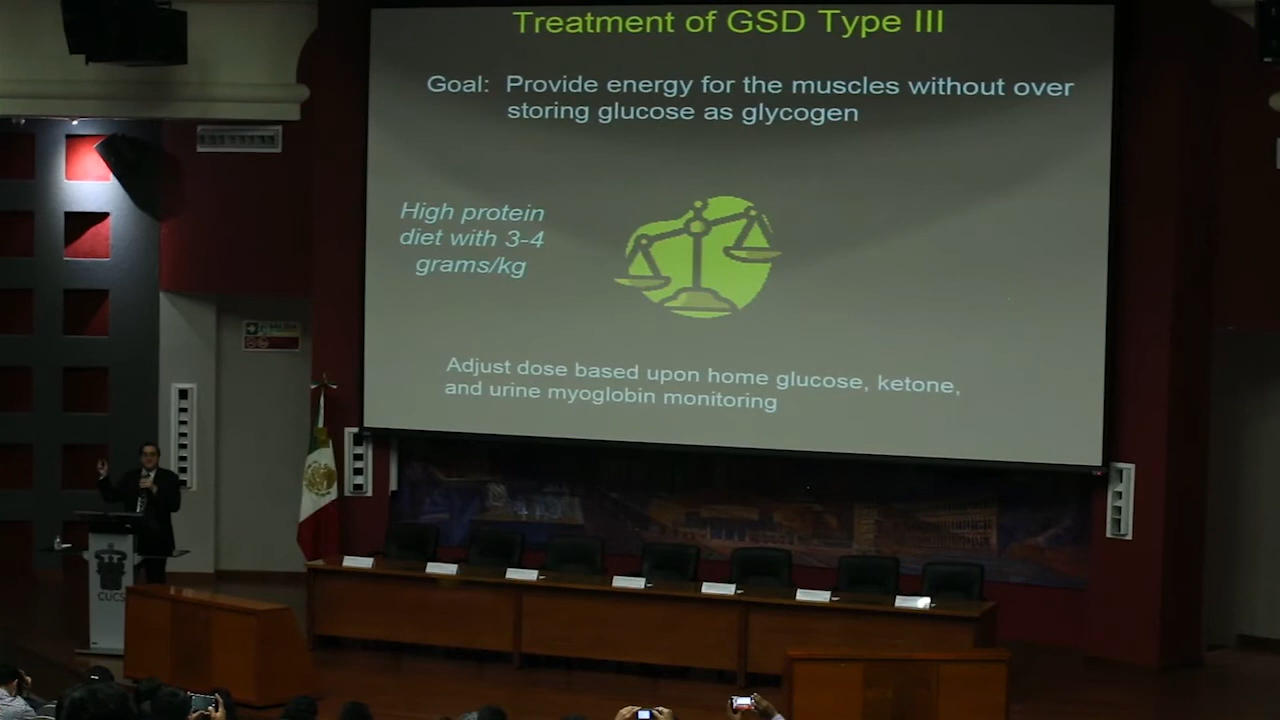 Treatment of GSD Type III
Goal: Provide energy for the muscles without over
storing glucose as glycogen
High protein
diet with 3-4
grams/kg
Adjust dose based upon home glucose, ketone,
and urine myoglobin monitoring
CUCS